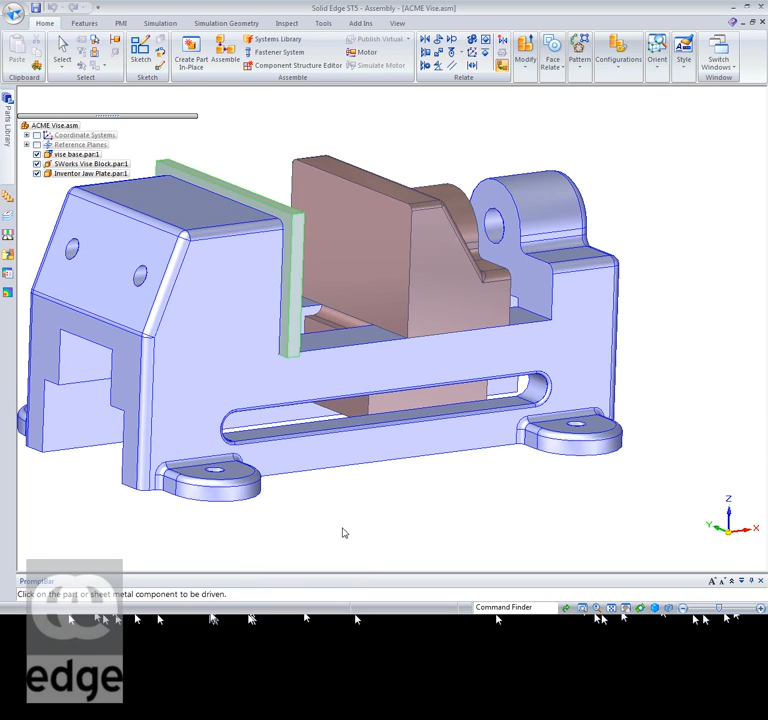 Solid Edge ST5 - Assembly - [ACME Vise.asm]
Home Features PMI Simulation Simulation Geometry Inspect Tools Add Ins View
Paste
Clipboard
Select
Select
Sketch
Sketch
Create Part In-Place
Assemble
Systems Library
Fastener System
Component Structure Editor
Publish Virtual
Motor
Simulate Motor
Assemble
Relate
Modify
Face Relate
Pattern
Configurations
Orient
Style
Switch Windows
Window
Parts Library
ACME Vise.asm
Coordinate Systems
Reference Planes
vise base.par:1
SWorks Vise Block.par:1
Inventor Jaw Plate.par:1
Z
Y
X
PromptBar
Click on the part or sheet metal component to be driven.
Command Finder
edge